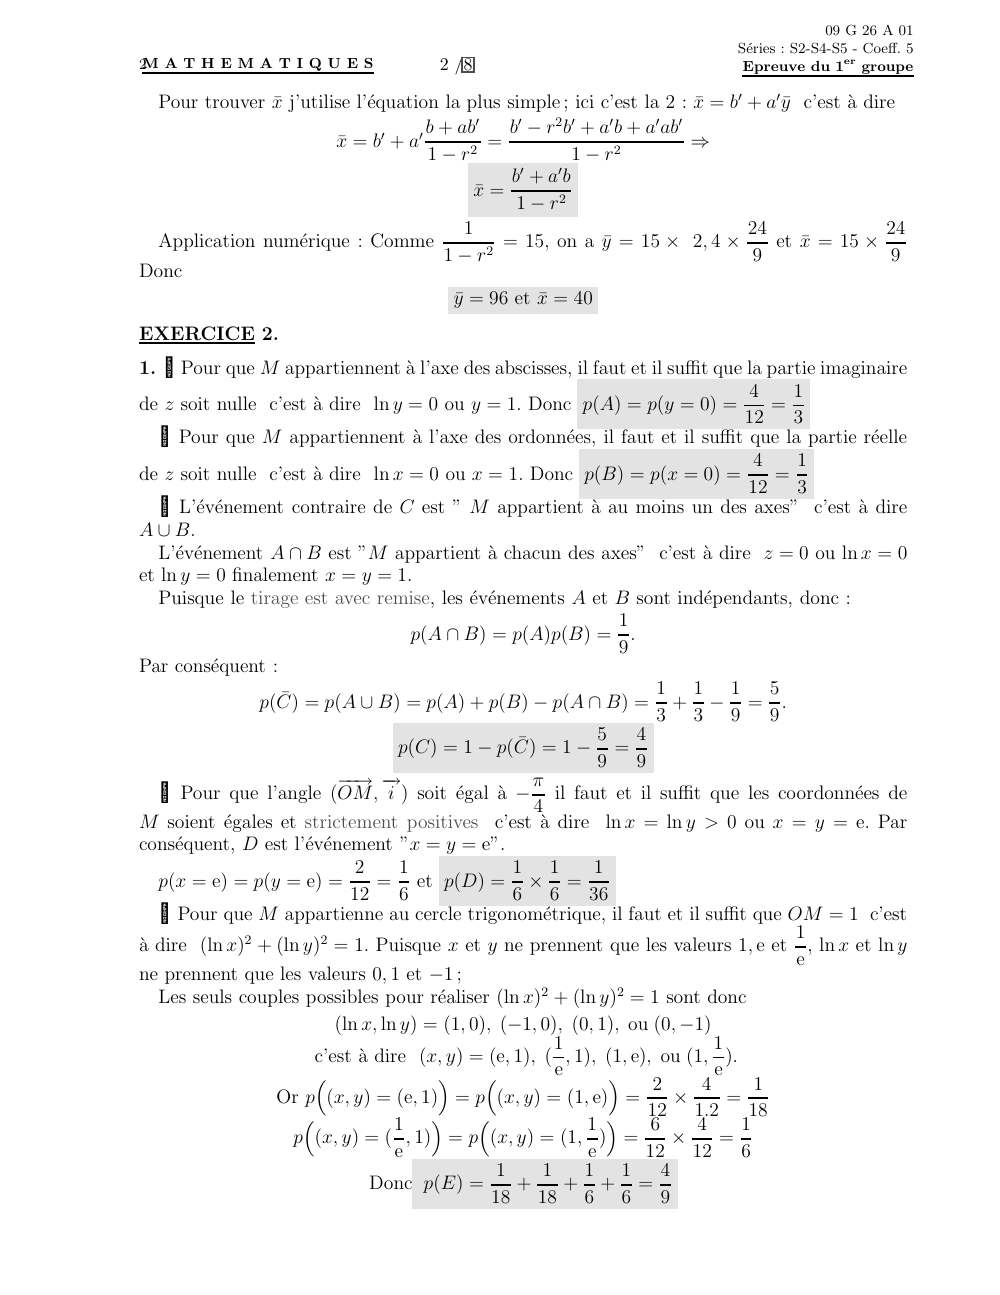 09 G 26 A 01
Séries : S2-S4-S5 - Coeff. 5
M A T H E M A T I Q U E S 2 /8 Epreuve du 1er groupe
Pour trouver x̄ j'utilise l'équation la plus simple ; ici c'est la 2 : x̄ = b′ + a′ȳ c'est à dire
x̄ = b′ + a′ (b + ab′)/(1 − r²) = (b′ − r²b′ + a′b + a′ab′)/(1 − r²) ⇒
x̄ = (b′ + a′b)/(1 − r²)
Application numérique : Comme 1/(1 − r²) = 15, on a ȳ = 15 × 2, 4 × 24/9 et x̄ = 15 × 24/9
Donc
ȳ = 96 et x̄ = 40
EXERCICE 2.
1. Pour que M appartiennent à l'axe des abscisses, il faut et il suffit que la partie imaginaire
de z soit nulle c'est à dire ln y = 0 ou y = 1. Donc p(A) = p(y = 0) = 4/12 = 1/3
Pour que M appartiennent à l'axe des ordonnées, il faut et il suffit que la partie réelle
de z soit nulle c'est à dire ln x = 0 ou x = 1. Donc p(B) = p(x = 0) = 4/12 = 1/3
L'événement contraire de C est ” M appartient à au moins un des axes” c'est à dire
A ∪ B.
L'événement A ∩ B est ”M appartient à chacun des axes” c'est à dire z = 0 ou ln x = 0
et ln y = 0 finalement x = y = 1.
Puisque le tirage est avec remise, les événements A et B sont indépendants, donc :
p(A ∩ B) = p(A)p(B) = 1/9.
Par conséquent :
p(C̄) = p(A ∪ B) = p(A) + p(B) − p(A ∩ B) = 1/3 + 1/3 − 1/9 = 5/9.
p(C) = 1 − p(C̄) = 1 − 5/9 = 4/9
Pour que l'angle (OM⃗, i⃗ ) soit égal à −π/4 il faut et il suffit que les coordonnées de
M soient égales et strictement positives c'est à dire ln x = ln y > 0 ou x = y = e. Par
conséquent, D est l'événement ”x = y = e”.
p(x = e) = p(y = e) = 2/12 = 1/6 et p(D) = 1/6 × 1/6 = 1/36
Pour que M appartienne au cercle trigonométrique, il faut et il suffit que OM = 1 c'est
à dire (ln x)² + (ln y)² = 1. Puisque x et y ne prennent que les valeurs 1, e et 1/e, ln x et ln y
ne prennent que les valeurs 0, 1 et −1 ;
Les seuls couples possibles pour réaliser (ln x)² + (ln y)² = 1 sont donc
(ln x, ln y) = (1, 0), (−1, 0), (0, 1), ou (0, −1)
c'est à dire (x, y) = (e, 1), (1/e, 1), (1, e), ou (1, 1/e).
Or p((x, y) = (e, 1)) = p((x, y) = (1, e)) = 2/12 × 4/1.2 = 1/18
p((x, y) = (1/e, 1)) = p((x, y) = (1, 1/e)) = 6/12 × 4/12 = 1/6
Donc p(E) = 1/18 + 1/18 + 1/6 + 1/6 = 4/9